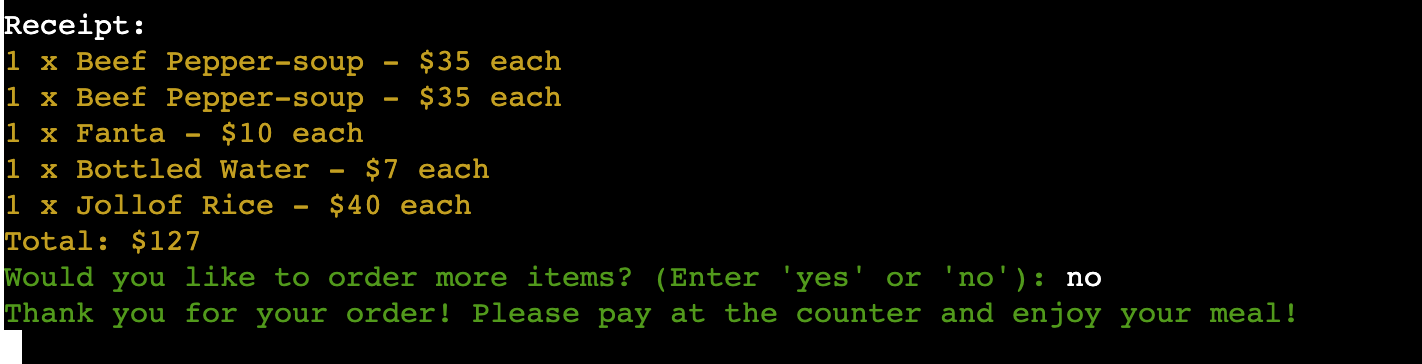 Receipt:
1 x Beef Pepper-soup - $35 each
1 x Beef Pepper-soup - $35 each
1 x Fanta - $10 each
1 x Bottled Water - $7 each
1 x Jollof Rice - $40 each
Total: $127
Would you like to order more items? (Enter 'yes' or 'no'): no
Thank you for your order! Please pay at the counter and enjoy your meal!